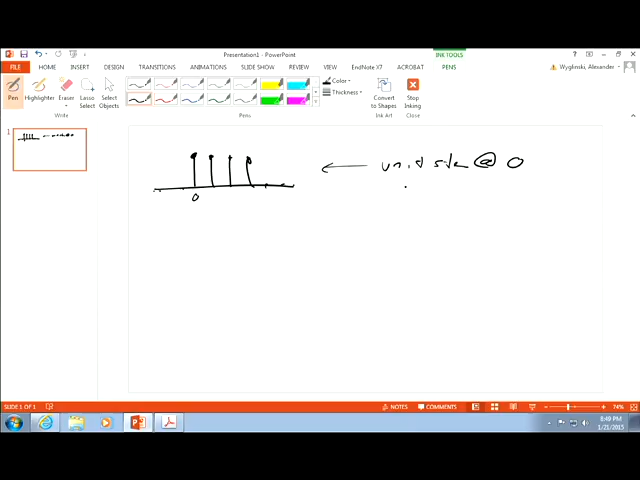 Presentation1 - PowerPoint
INK TOOLS
FILE HOME INSERT DESIGN TRANSITIONS ANIMATIONS SLIDE SHOW REVIEW VIEW EndNote X7 ACROBAT PENS
Wyglinski, Alexander
Pen Highlighter Eraser Lasso Select Objects Select
Color
Thickness
Convert to Shapes
Stop Inking
Write Pens Ink Art Close
1
unit step @ 0
0
SLIDE 1 OF 1 NOTES COMMENTS 74%
8:49 PM
1/21/2015